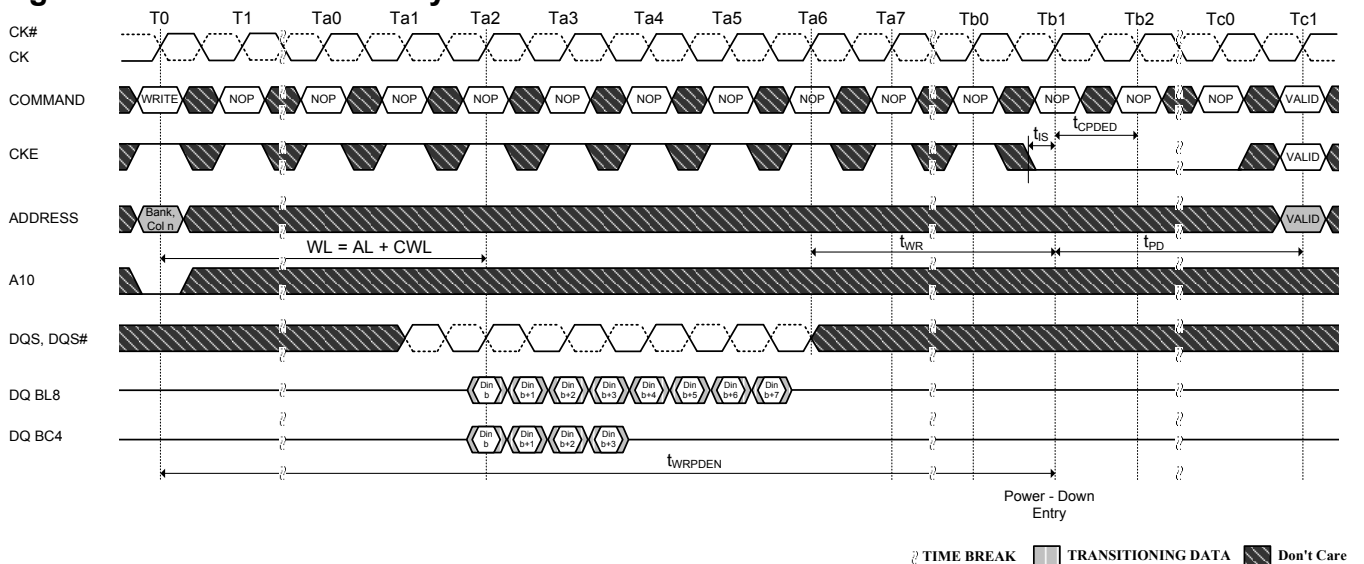 T0 T1 Ta0 Ta1 Ta2 Ta3 Ta4 Ta5 Ta6 Ta7 Tb0 Tb1 Tb2 Tc0 Tc1
CK#
CK
COMMAND WRITE NOP NOP NOP NOP NOP NOP NOP NOP NOP NOP NOP NOP NOP VALID
tIS tCPDED
CKE VALID
ADDRESS Bank, Col n VALID
WL = AL + CWL tWR tPD
A10
DQS, DQS#
DQ BL8 Din b Din b+1 Din b+2 Din b+3 Din b+4 Din b+5 Din b+6 Din b+7
DQ BC4 Din b Din b+1 Din b+2 Din b+3
tWRPDEN
Power - Down
Entry
TIME BREAK TRANSITIONING DATA Don't Care